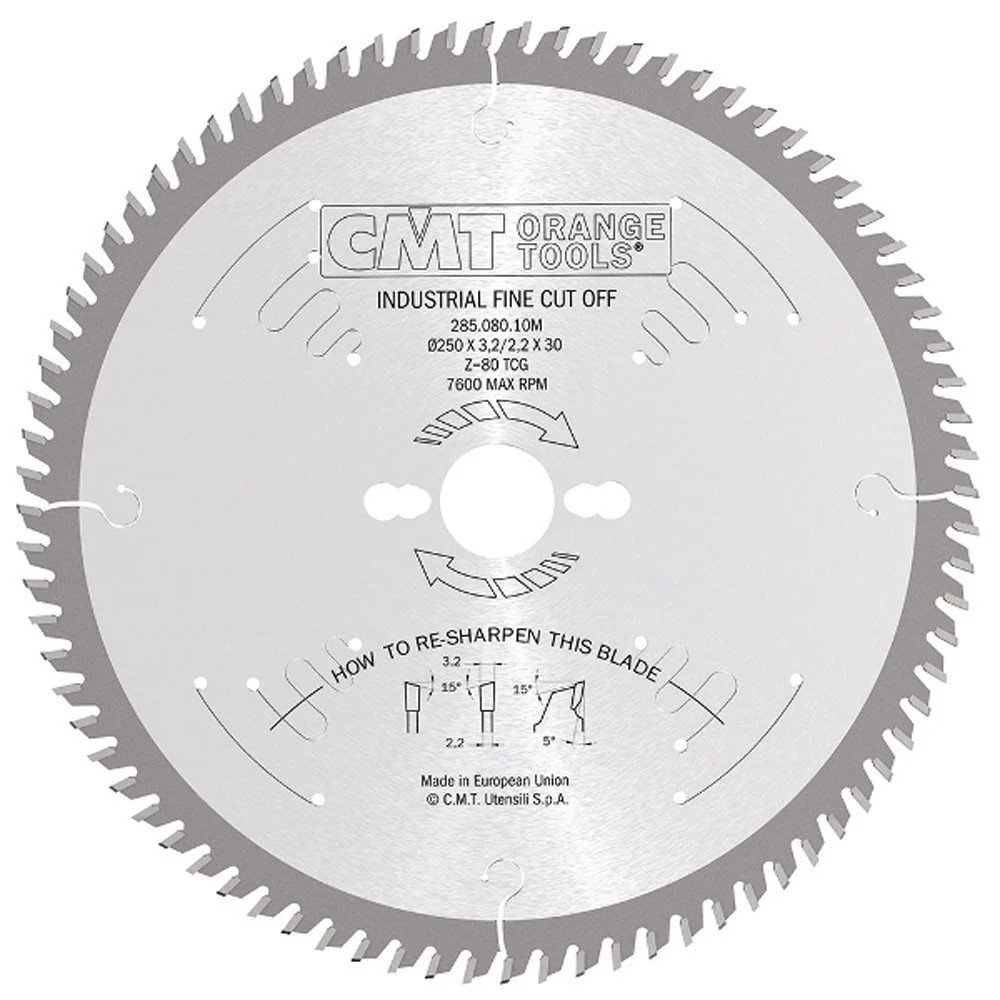 CMT ORANGE TOOLS®
INDUSTRIAL FINE CUT OFF
285.080.10M
Ø250 X 3,2/2,2 X 30
Z-80 TCG
7600 MAX RPM
HOW TO RE-SHARPEN THIS BLADE
3.2
15° 15°
2.2 5°
Made in European Union
© C.M.T. Utensili S.p.A.